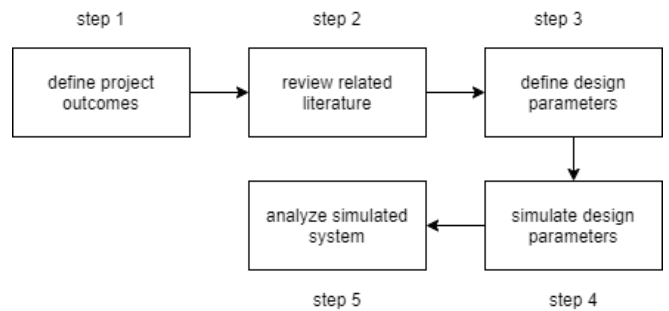 step 1
step 2
step 3
define project
outcomes
review related
literature
define design
parameters
simulate design
parameters
analyze simulated
system
step 4
step 5